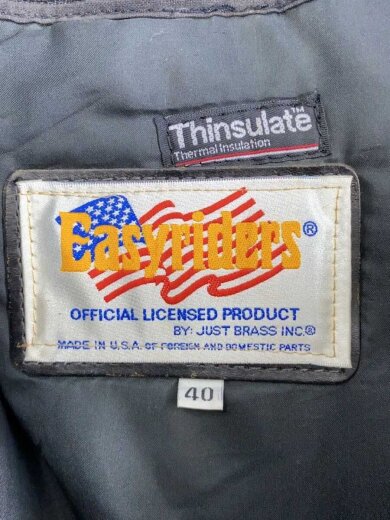 Thinsulate™
Thermal Insulation
Easyriders®
OFFICIAL LICENSED PRODUCT
BY: JUST BRASS INC.®
MADE IN U.S.A. OF FOREIGN AND DOMESTIC PARTS
40